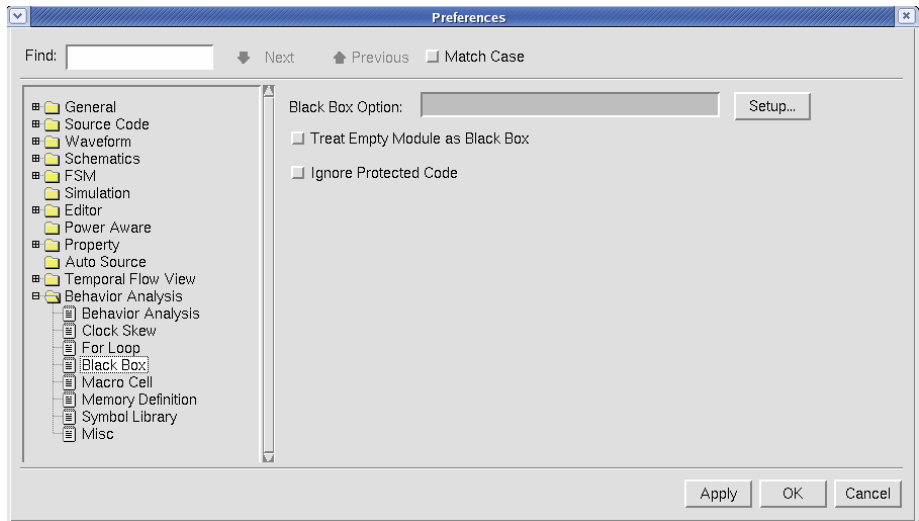 Preferences
Find:
Next
Previous
Match Case
General
Source Code
Waveform
Schematics
FSM
Simulation
Editor
Power Aware
Property
Auto Source
Temporal Flow View
Behavior Analysis
Behavior Analysis
Clock Skew
For Loop
Black Box
Macro Cell
Memory Definition
Symbol Library
Misc
Black Box Option:
Setup...
Treat Empty Module as Black Box
Ignore Protected Code
Apply
OK
Cancel